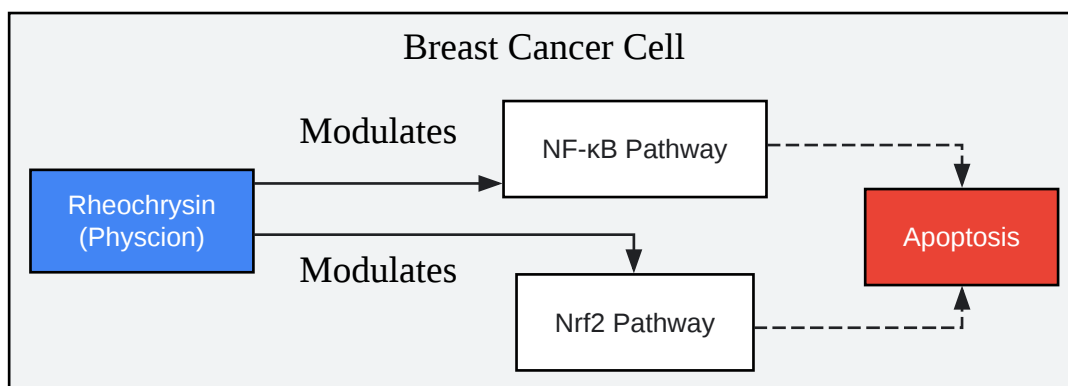 Breast Cancer Cell
Modulates
NF-κB Pathway
Rheochrysin
(Physcion)
Apoptosis
Modulates
Nrf2 Pathway